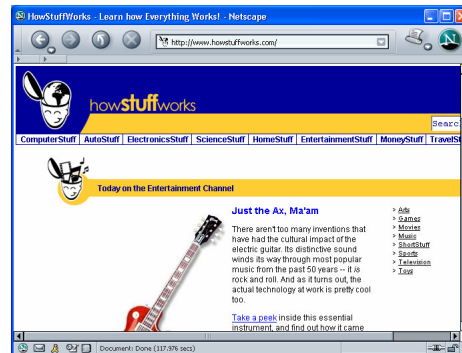 HowStuffWorks - Learn how Everything Works! - Netscape
http://www.howstuffworks.com/
N
howstuffworks
Searc
ComputerStuff AutoStuff ElectronicsStuff ScienceStuff HomeStuff EntertainmentStuff MoneyStuff TravelSt
Today on the Entertainment Channel
Just the Ax, Ma'am
There aren't too many inventions that
have had the cultural impact of the
electric guitar. Its distinctive sound
winds its way through most popular
music from the past 50 years -- it is
rock and roll. And as it turns out, the
actual technology at work is pretty cool
too.
Take a peek inside this essential
instrument, and find out how it came
> Arts
> Games
> Movies
> Music
> ShortStuff
> Sports
> Television
> Toys
Document: Done (117.976 secs)